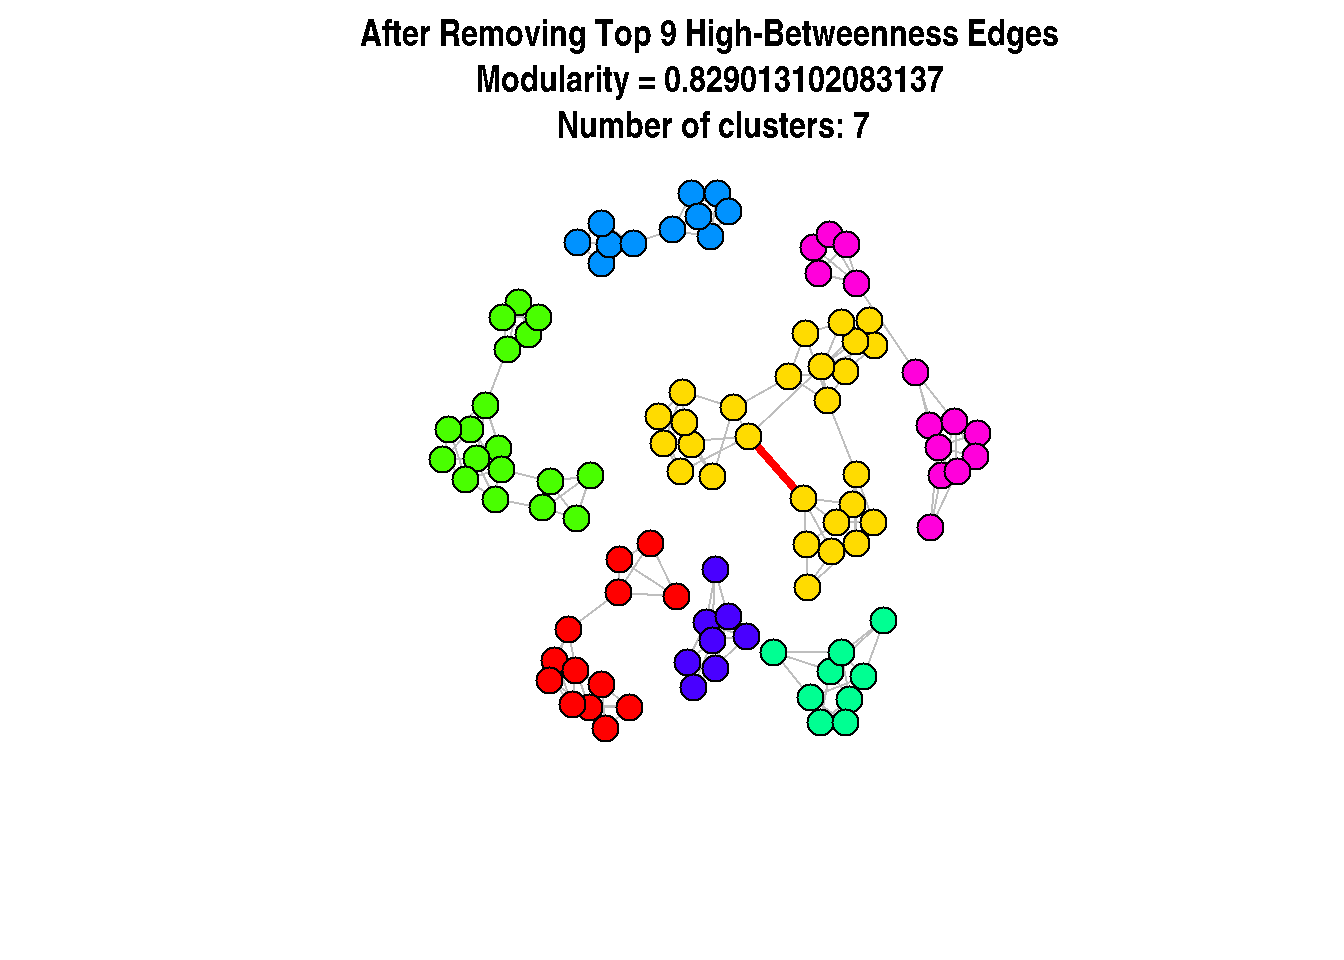 After Removing Top 9 High-Betweenness Edges
Modularity = 0.829013102083137
Number of clusters: 7